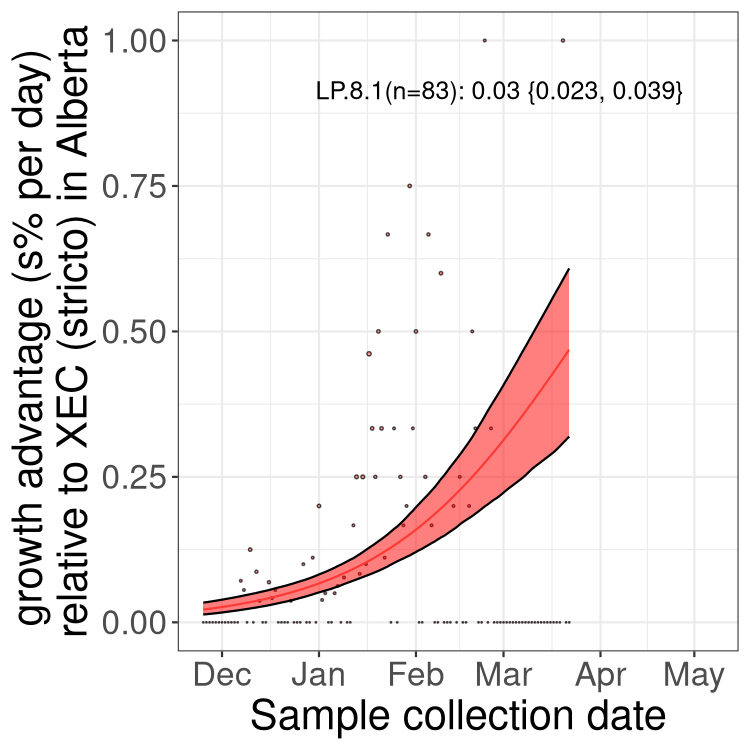 growth advantage (s% per day)
relative to XEC (stricto) in Alberta
1.00
0.75
0.50
0.25
0.00
LP.8.1(n=83): 0.03 {0.023, 0.039}
Dec Jan Feb Mar Apr May
Sample collection date